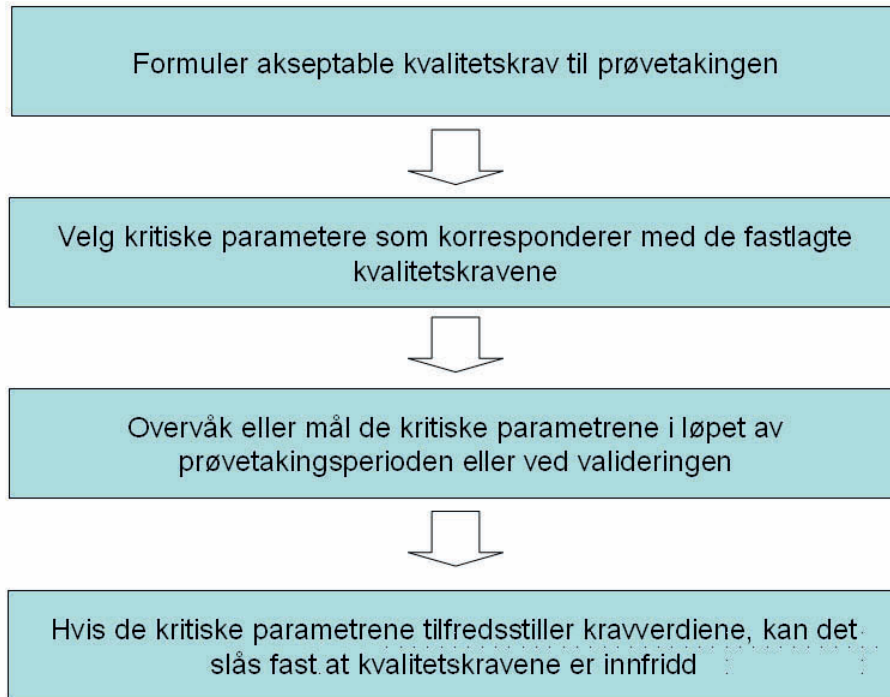 Formuler akseptable kvalitetskrav til prøvetakingen
Velg kritiske parametere som korresponderer med de fastlagte
kvalitetskravene
Overvåk eller mål de kritiske parametrene i løpet av
prøvetakingsperioden eller ved valideringen
Hvis de kritiske parametrene tilfredsstiller kravverdiene, kan det
slås fast at kvalitetskravene er innfridd